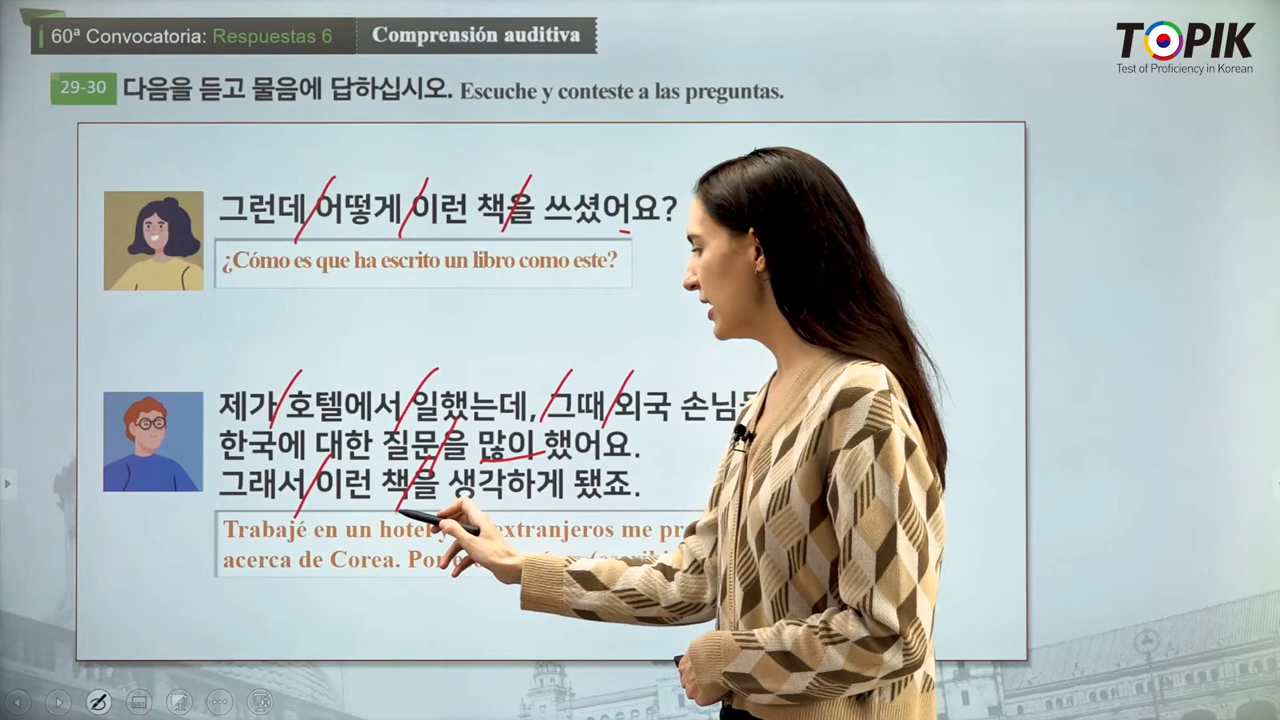 60ª Convocatoria: Respuestas 6 Comprensión auditiva
TOPIK
Test of Proficiency in Korean
29-30 다음을 듣고 물음에 답하십시오. Escuche y conteste a las preguntas.
그런데 어떻게 이런 책을 쓰셨어요?
¿Cómo es que ha escrito un libro como este?
제가 호텔에서 일했는데, 그때 외국
한국에 대한 질문을 많이 했어요.
그래서 이런 책을 생각하게 됐죠.
Trabajé en un hotel extranjeros me
acerca de Corea.